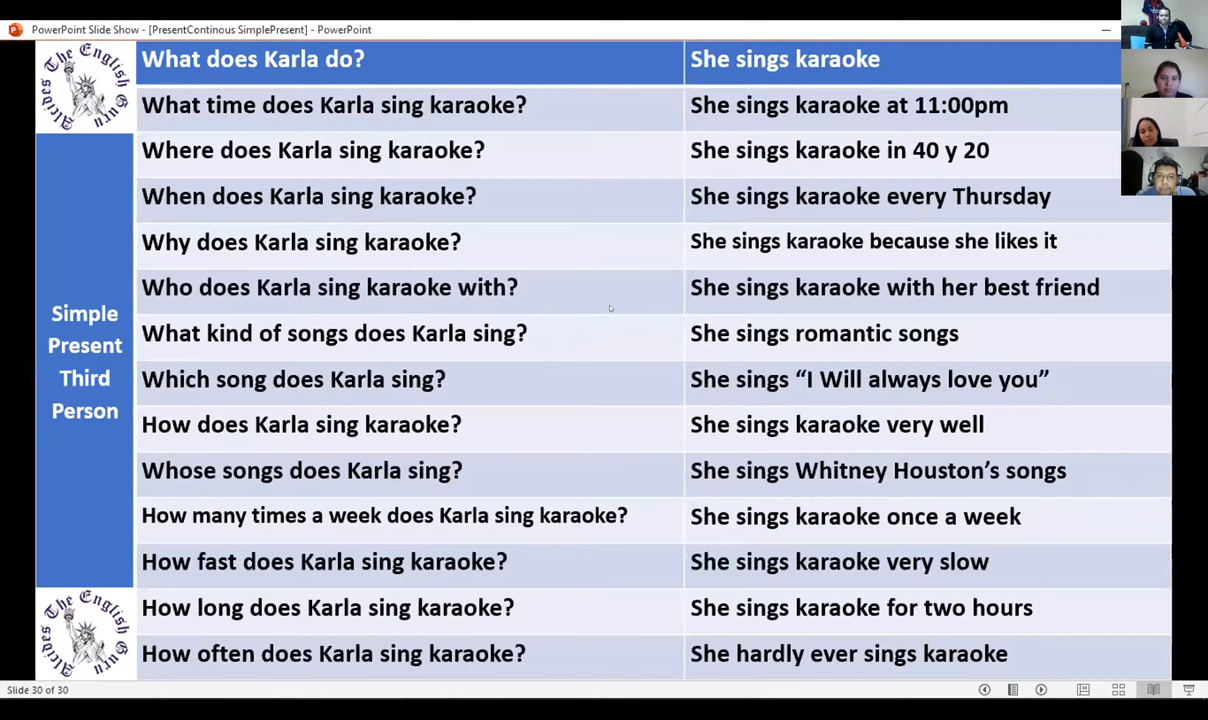 PowerPoint Slide Show - [PresentContinous SimplePresent] - PowerPoint
The English Guru Alcibes
What does Karla do? She sings karaoke
What time does Karla sing karaoke? She sings karaoke at 11:00pm
Where does Karla sing karaoke? She sings karaoke in 40 y 20
When does Karla sing karaoke? She sings karaoke every Thursday
Why does Karla sing karaoke? She sings karaoke because she likes it
Who does Karla sing karaoke with? She sings karaoke with her best friend
Simple
Present
Third
Person
What kind of songs does Karla sing? She sings romantic songs
Which song does Karla sing? She sings “I Will always love you”
How does Karla sing karaoke? She sings karaoke very well
Whose songs does Karla sing? She sings Whitney Houston’s songs
How many times a week does Karla sing karaoke? She sings karaoke once a week
How fast does Karla sing karaoke? She sings karaoke very slow
How long does Karla sing karaoke? She sings karaoke for two hours
How often does Karla sing karaoke? She hardly ever sings karaoke
The English Guru Alcibes
Slide 30 of 30